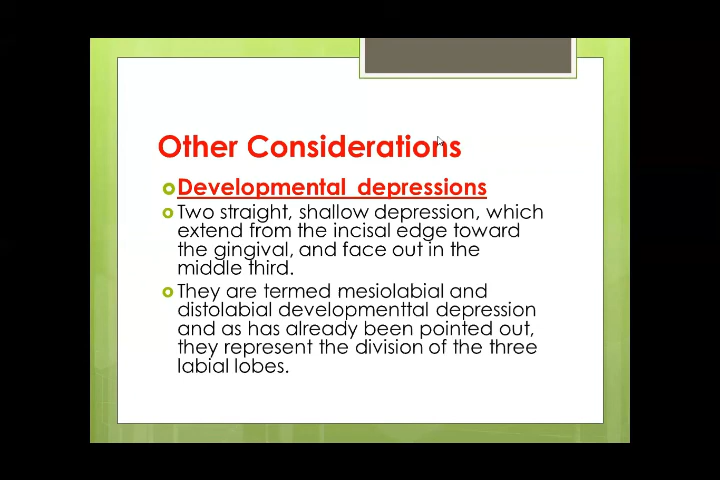 Other Considerations
Developmental depressions
Two straight, shallow depression, which
extend from the incisal edge toward
the gingival, and face out in the
middle third.
They are termed mesiolabial and
distolabial developmenttal depression
and as has already been pointed out,
they represent the division of the three
labial lobes.